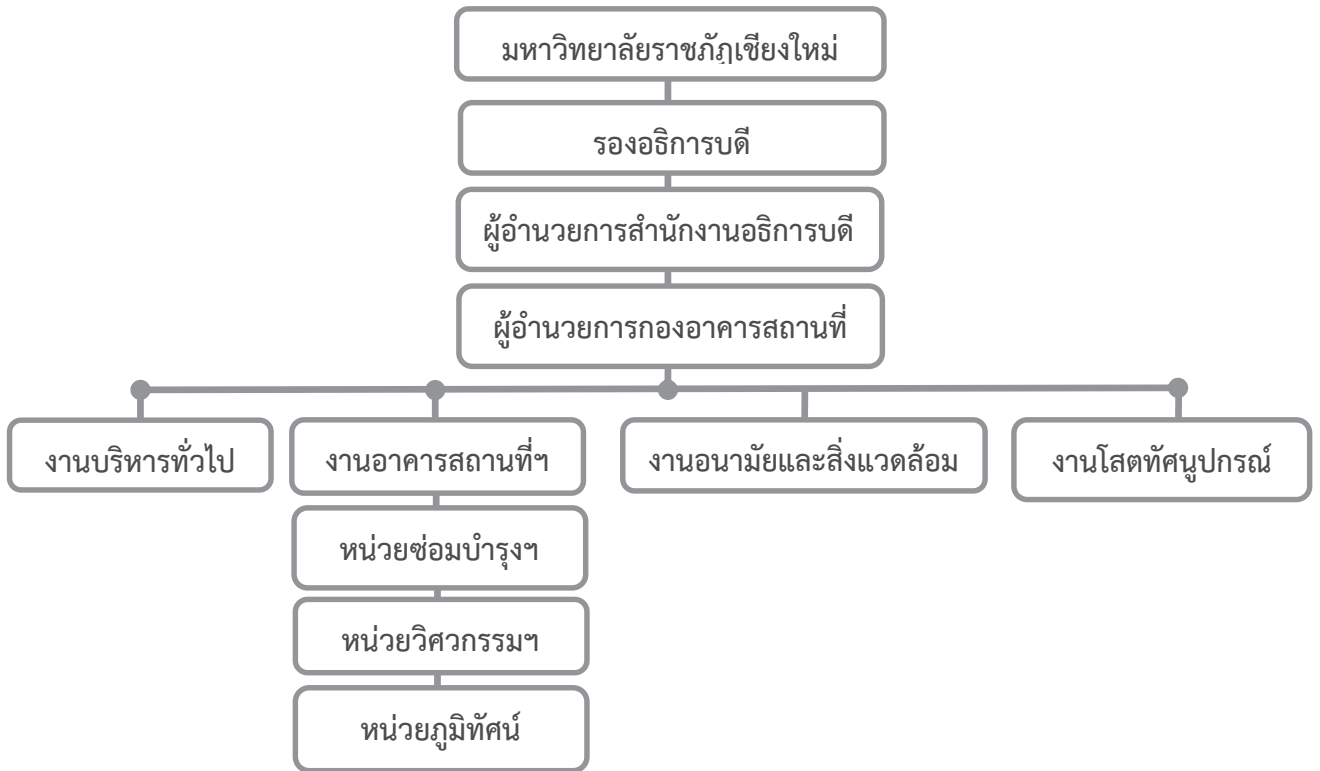 มหาวิทยาลัยราชภัฏเชียงใหม่
รองอธิการบดี
ผู้อำนวยการสำนักงานอธิการบดี
ผู้อำนวยการกองอาคารสถานที่
งานบริหารทั่วไป
งานอาคารสถานที่ฯ
งานอนามัยและสิ่งแวดล้อม
งานโสตทัศนูปกรณ์
หน่วยซ่อมบำรุงฯ
หน่วยวิศวกรรมฯ
หน่วยภูมิทัศน์